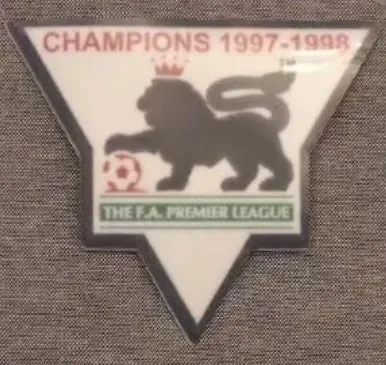 CHAMPIONS 1997-1998
TM
THE F.A. PREMIER LEAGUE